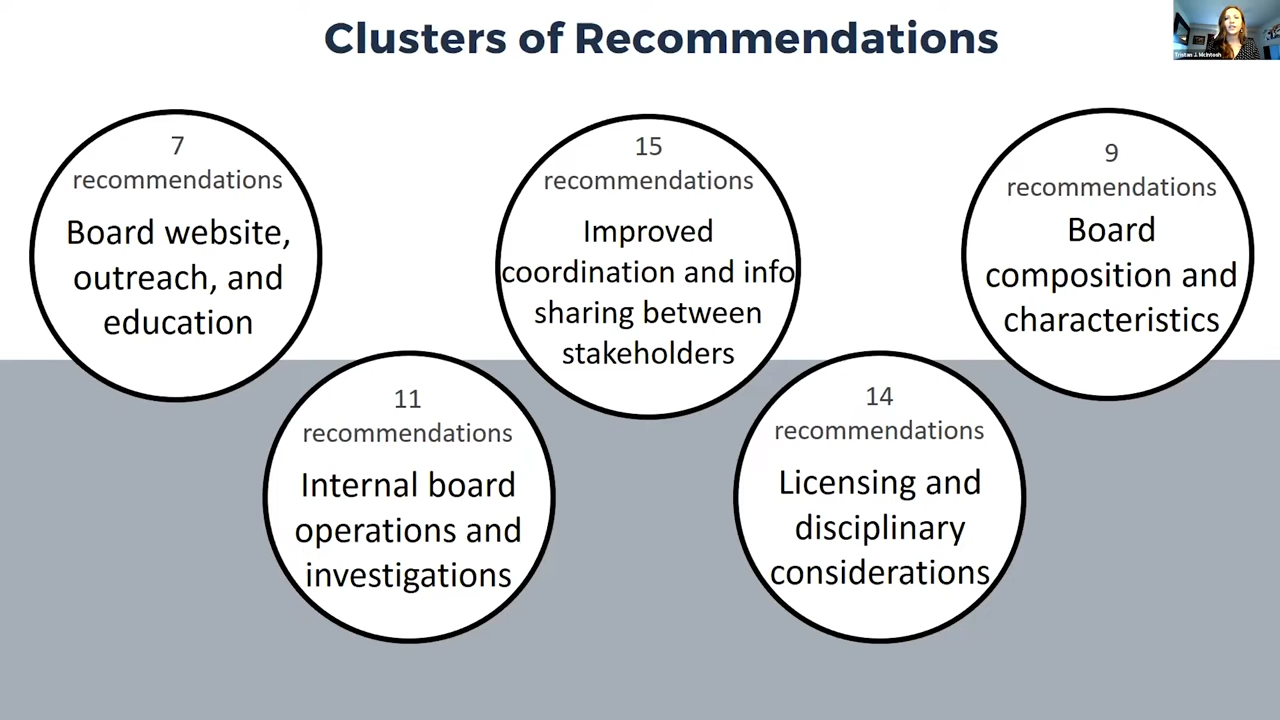 Clusters of Recommendations
Tristan J. McIntosh
7
recommendations
Board website,
outreach, and
education
15
recommendations
Improved
coordination and info
sharing between
stakeholders
9
recommendations
Board
composition and
characteristics
11
recommendations
Internal board
operations and
investigations
14
recommendations
Licensing and
disciplinary
considerations